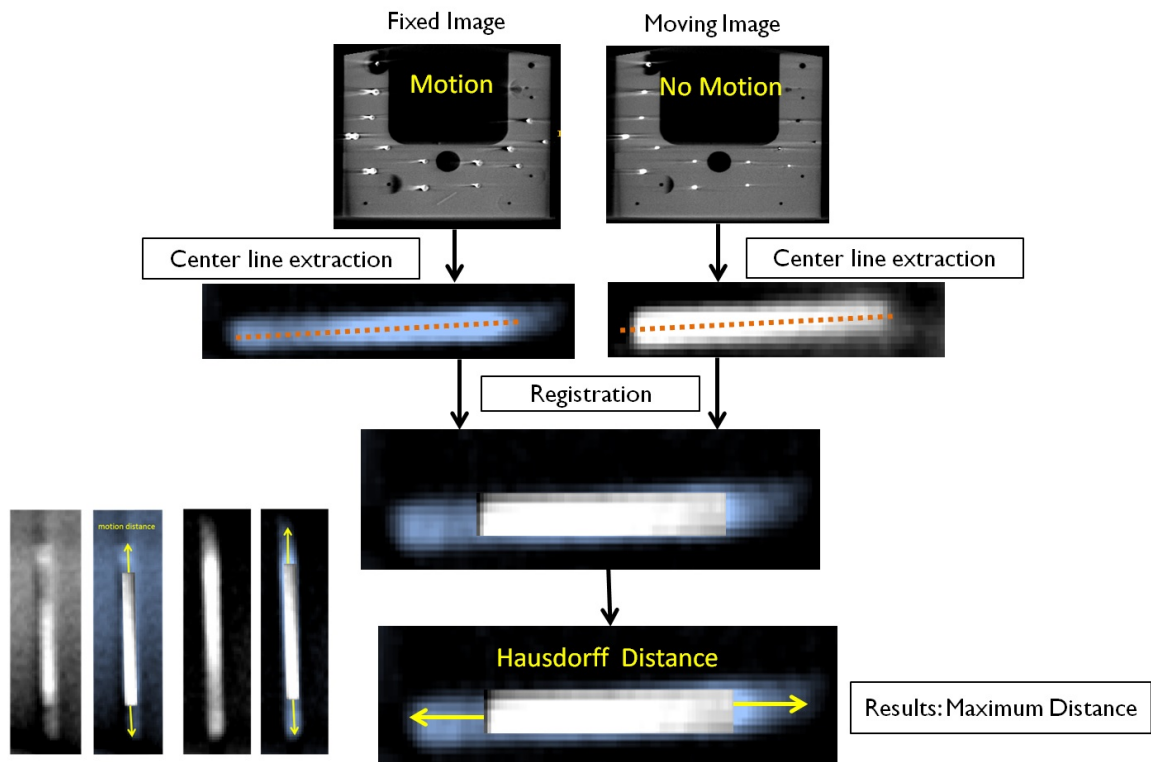 Fixed Image
Moving Image
Motion
No Motion
Center line extraction
Center line extraction
Registration
motion distance
Hausdorff Distance
Results: Maximum Distance